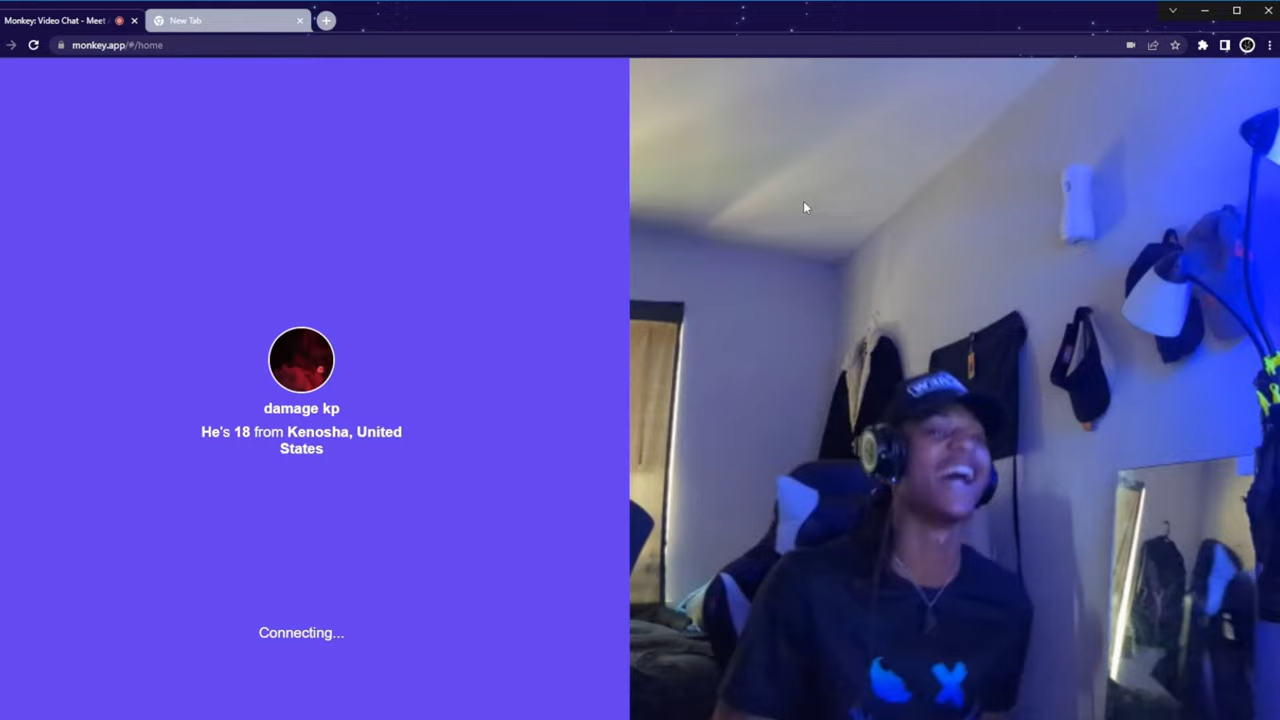 Monkey: Video Chat - Meet
New Tab
monkey.app/#/home
damage kp
He's 18 from Kenosha, United
States
Connecting...